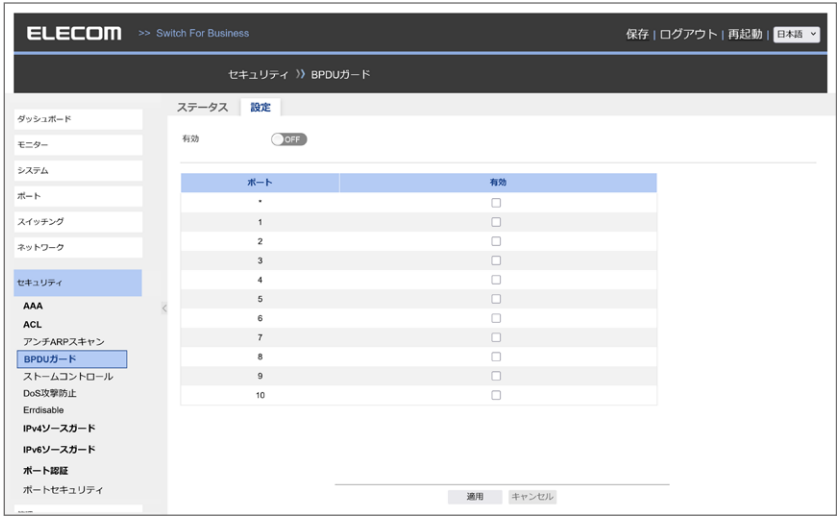 ELECOM >> Switch For Business 保存 | ログアウト | 再起動 | 日本語
セキュリティ 》 BPDUガード
ステータス 設定
ダッシュボード
モニター
システム
ポート
スイッチング
ネットワーク
セキュリティ
AAA
ACL
アンチARPスキャン
BPDUガード
ストームコントロール
DoS攻撃防止
Errdisable
IPv4ソースガード
IPv6ソースガード
ポート認証
ポートセキュリティ
有効 OFF
ポート 有効
*
1
2
3
4
5
6
7
8
9
10
適用 キャンセル